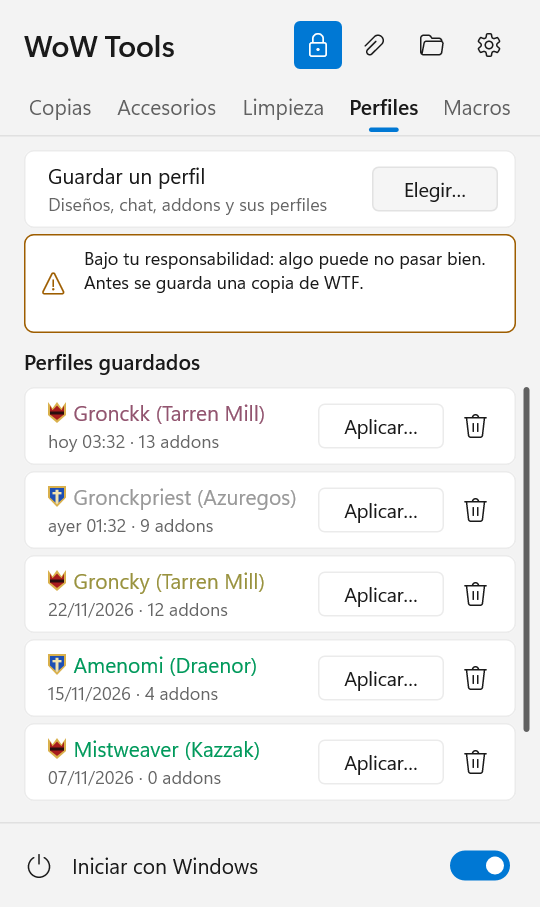 WoW Tools
Copias Accesorios Limpieza Perfiles Macros
Guardar un perfil
Diseños, chat, addons y sus perfiles
Elegir...
Bajo tu responsabilidad: algo puede no pasar bien.
Antes se guarda una copia de WTF.
Perfiles guardados
Gronckk (Tarren Mill)
hoy 03:32 · 13 addons
Aplicar...
Gronckpriest (Azuregos)
ayer 01:32 · 9 addons
Aplicar...
Groncky (Tarren Mill)
22/11/2026 · 12 addons
Aplicar...
Amenomi (Draenor)
15/11/2026 · 4 addons
Aplicar...
Mistweaver (Kazzak)
07/11/2026 · 0 addons
Aplicar...
Iniciar con Windows